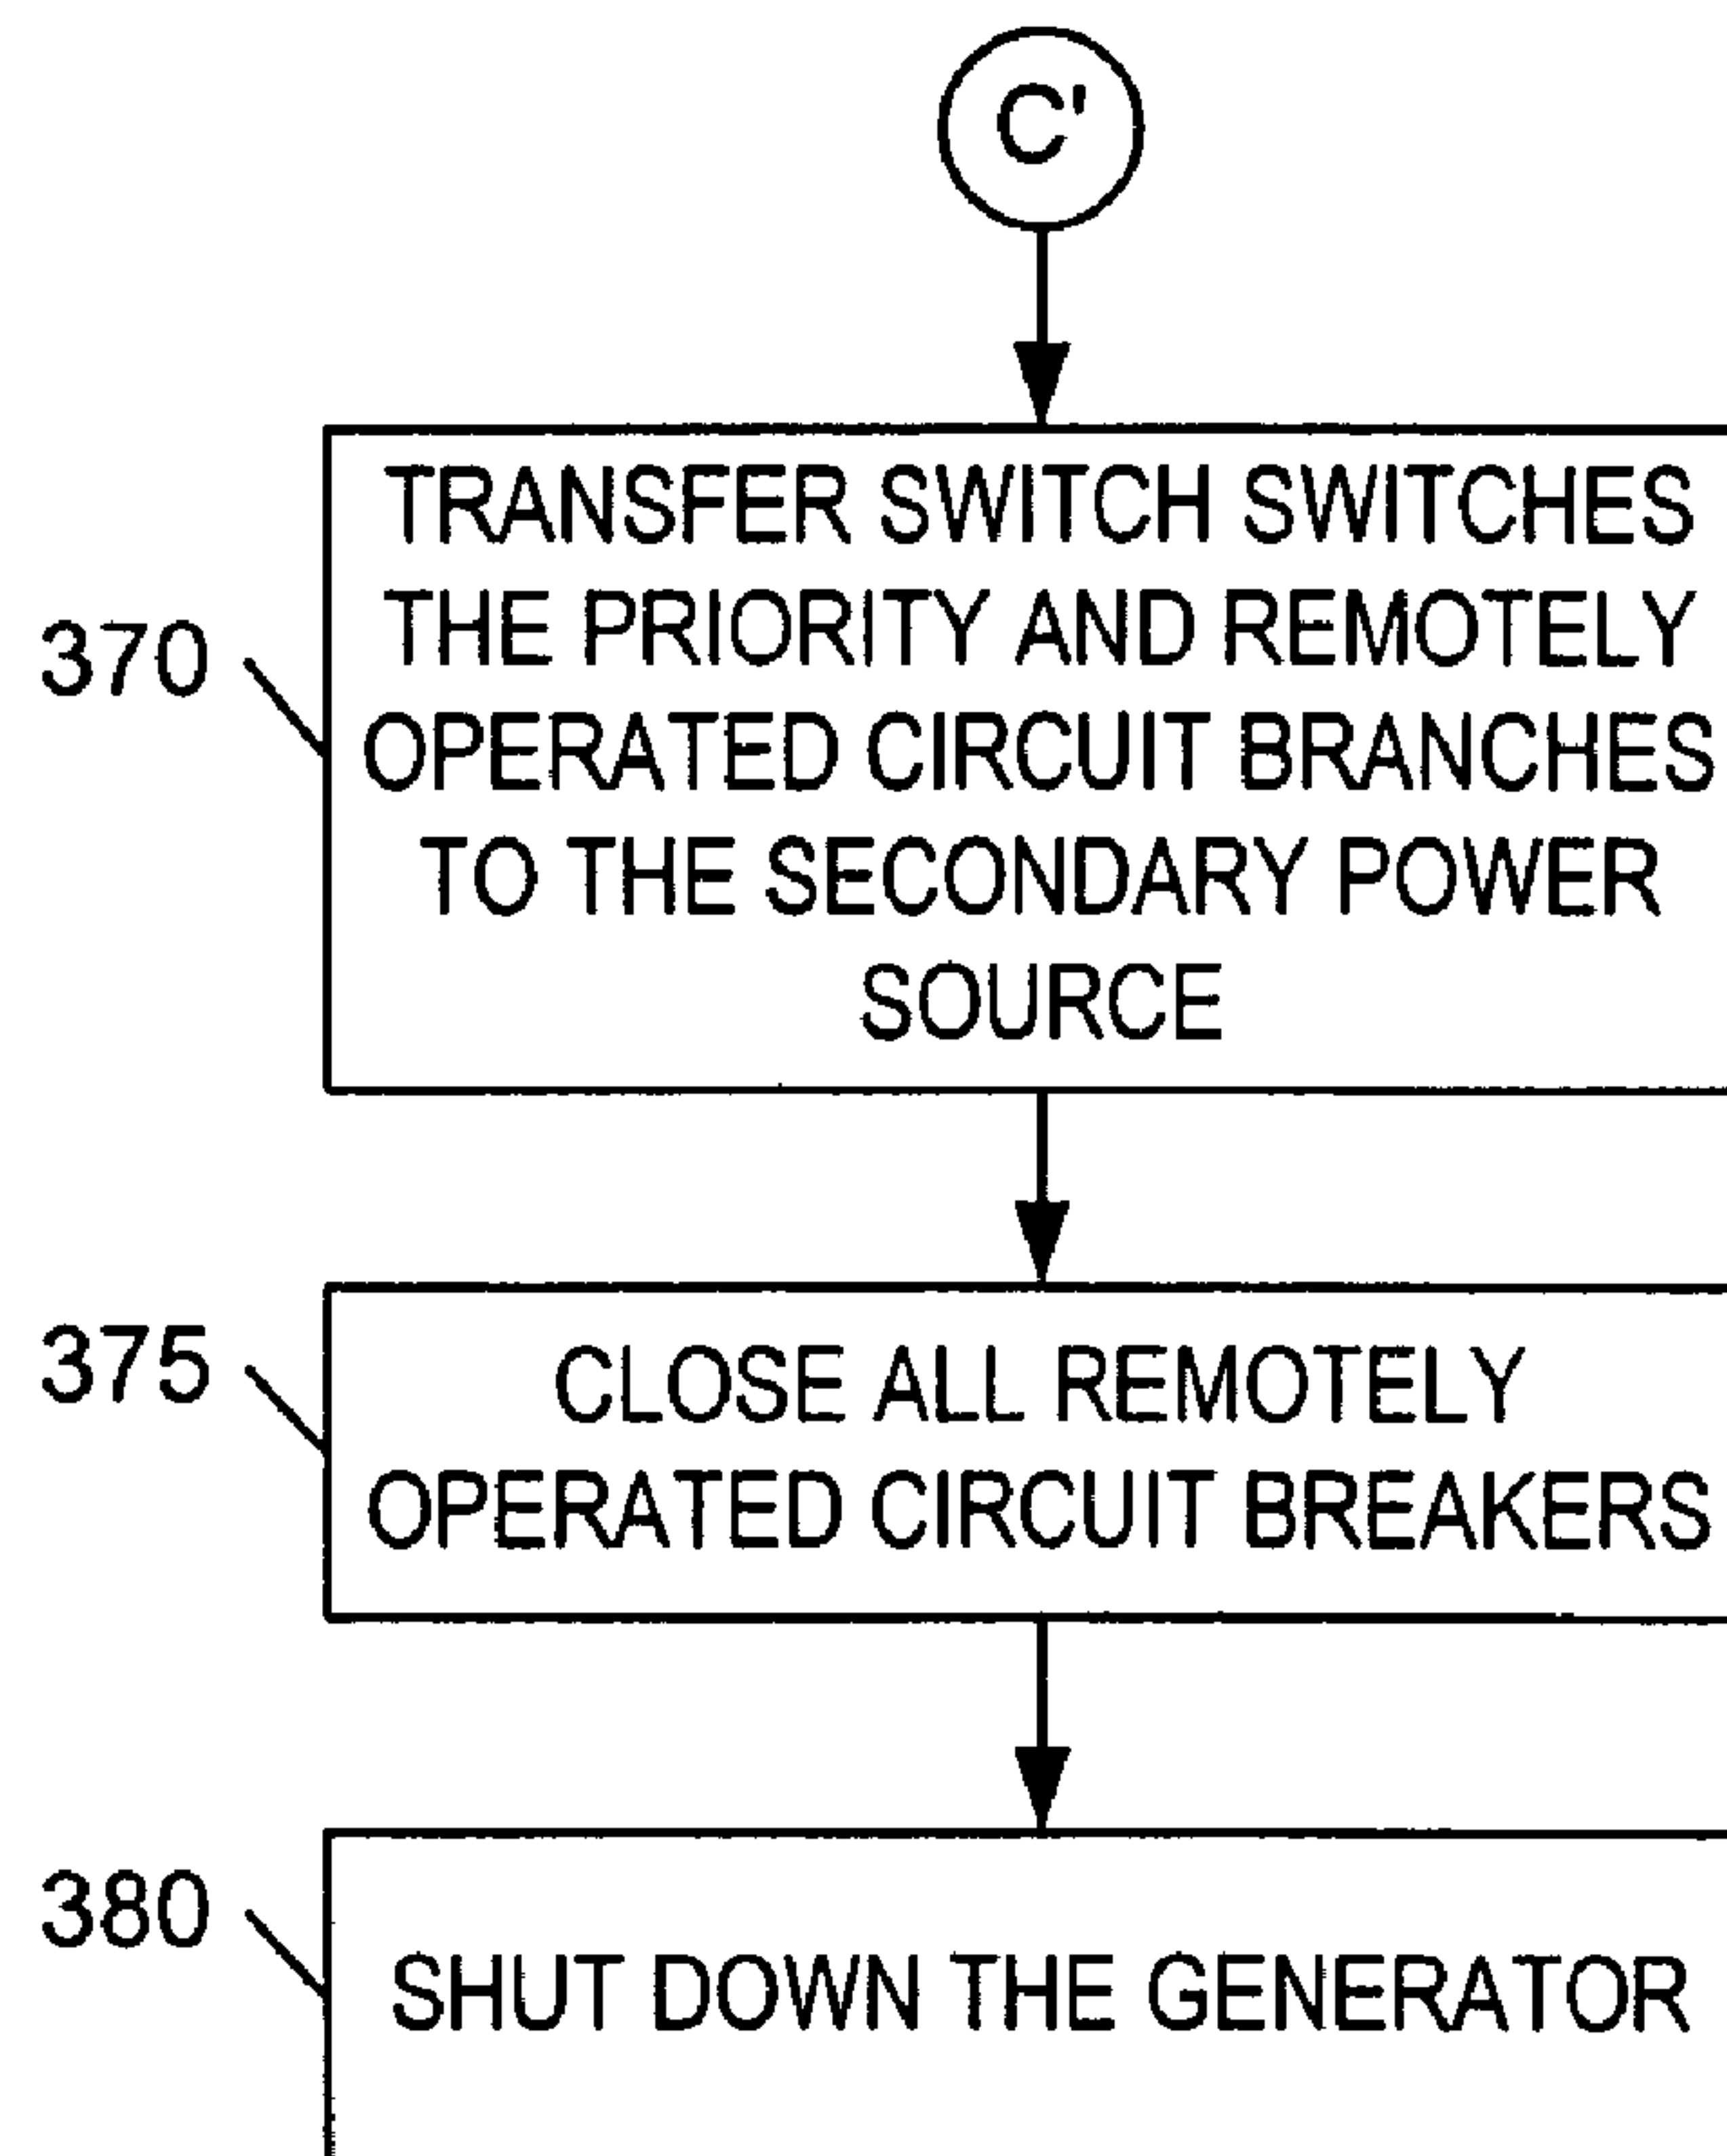 C'
TRANSFER SWITCH SWITCHES
THE PRIORITY AND REMOTELY
OPERATED CIRCUIT BRANCHES
TO THE SECONDARY POWER
SOURCE
370
CLOSE ALL REMOTELY
OPERATED CIRCUIT BREAKERS
375
380
SHUT DOWN THE GENERATOR